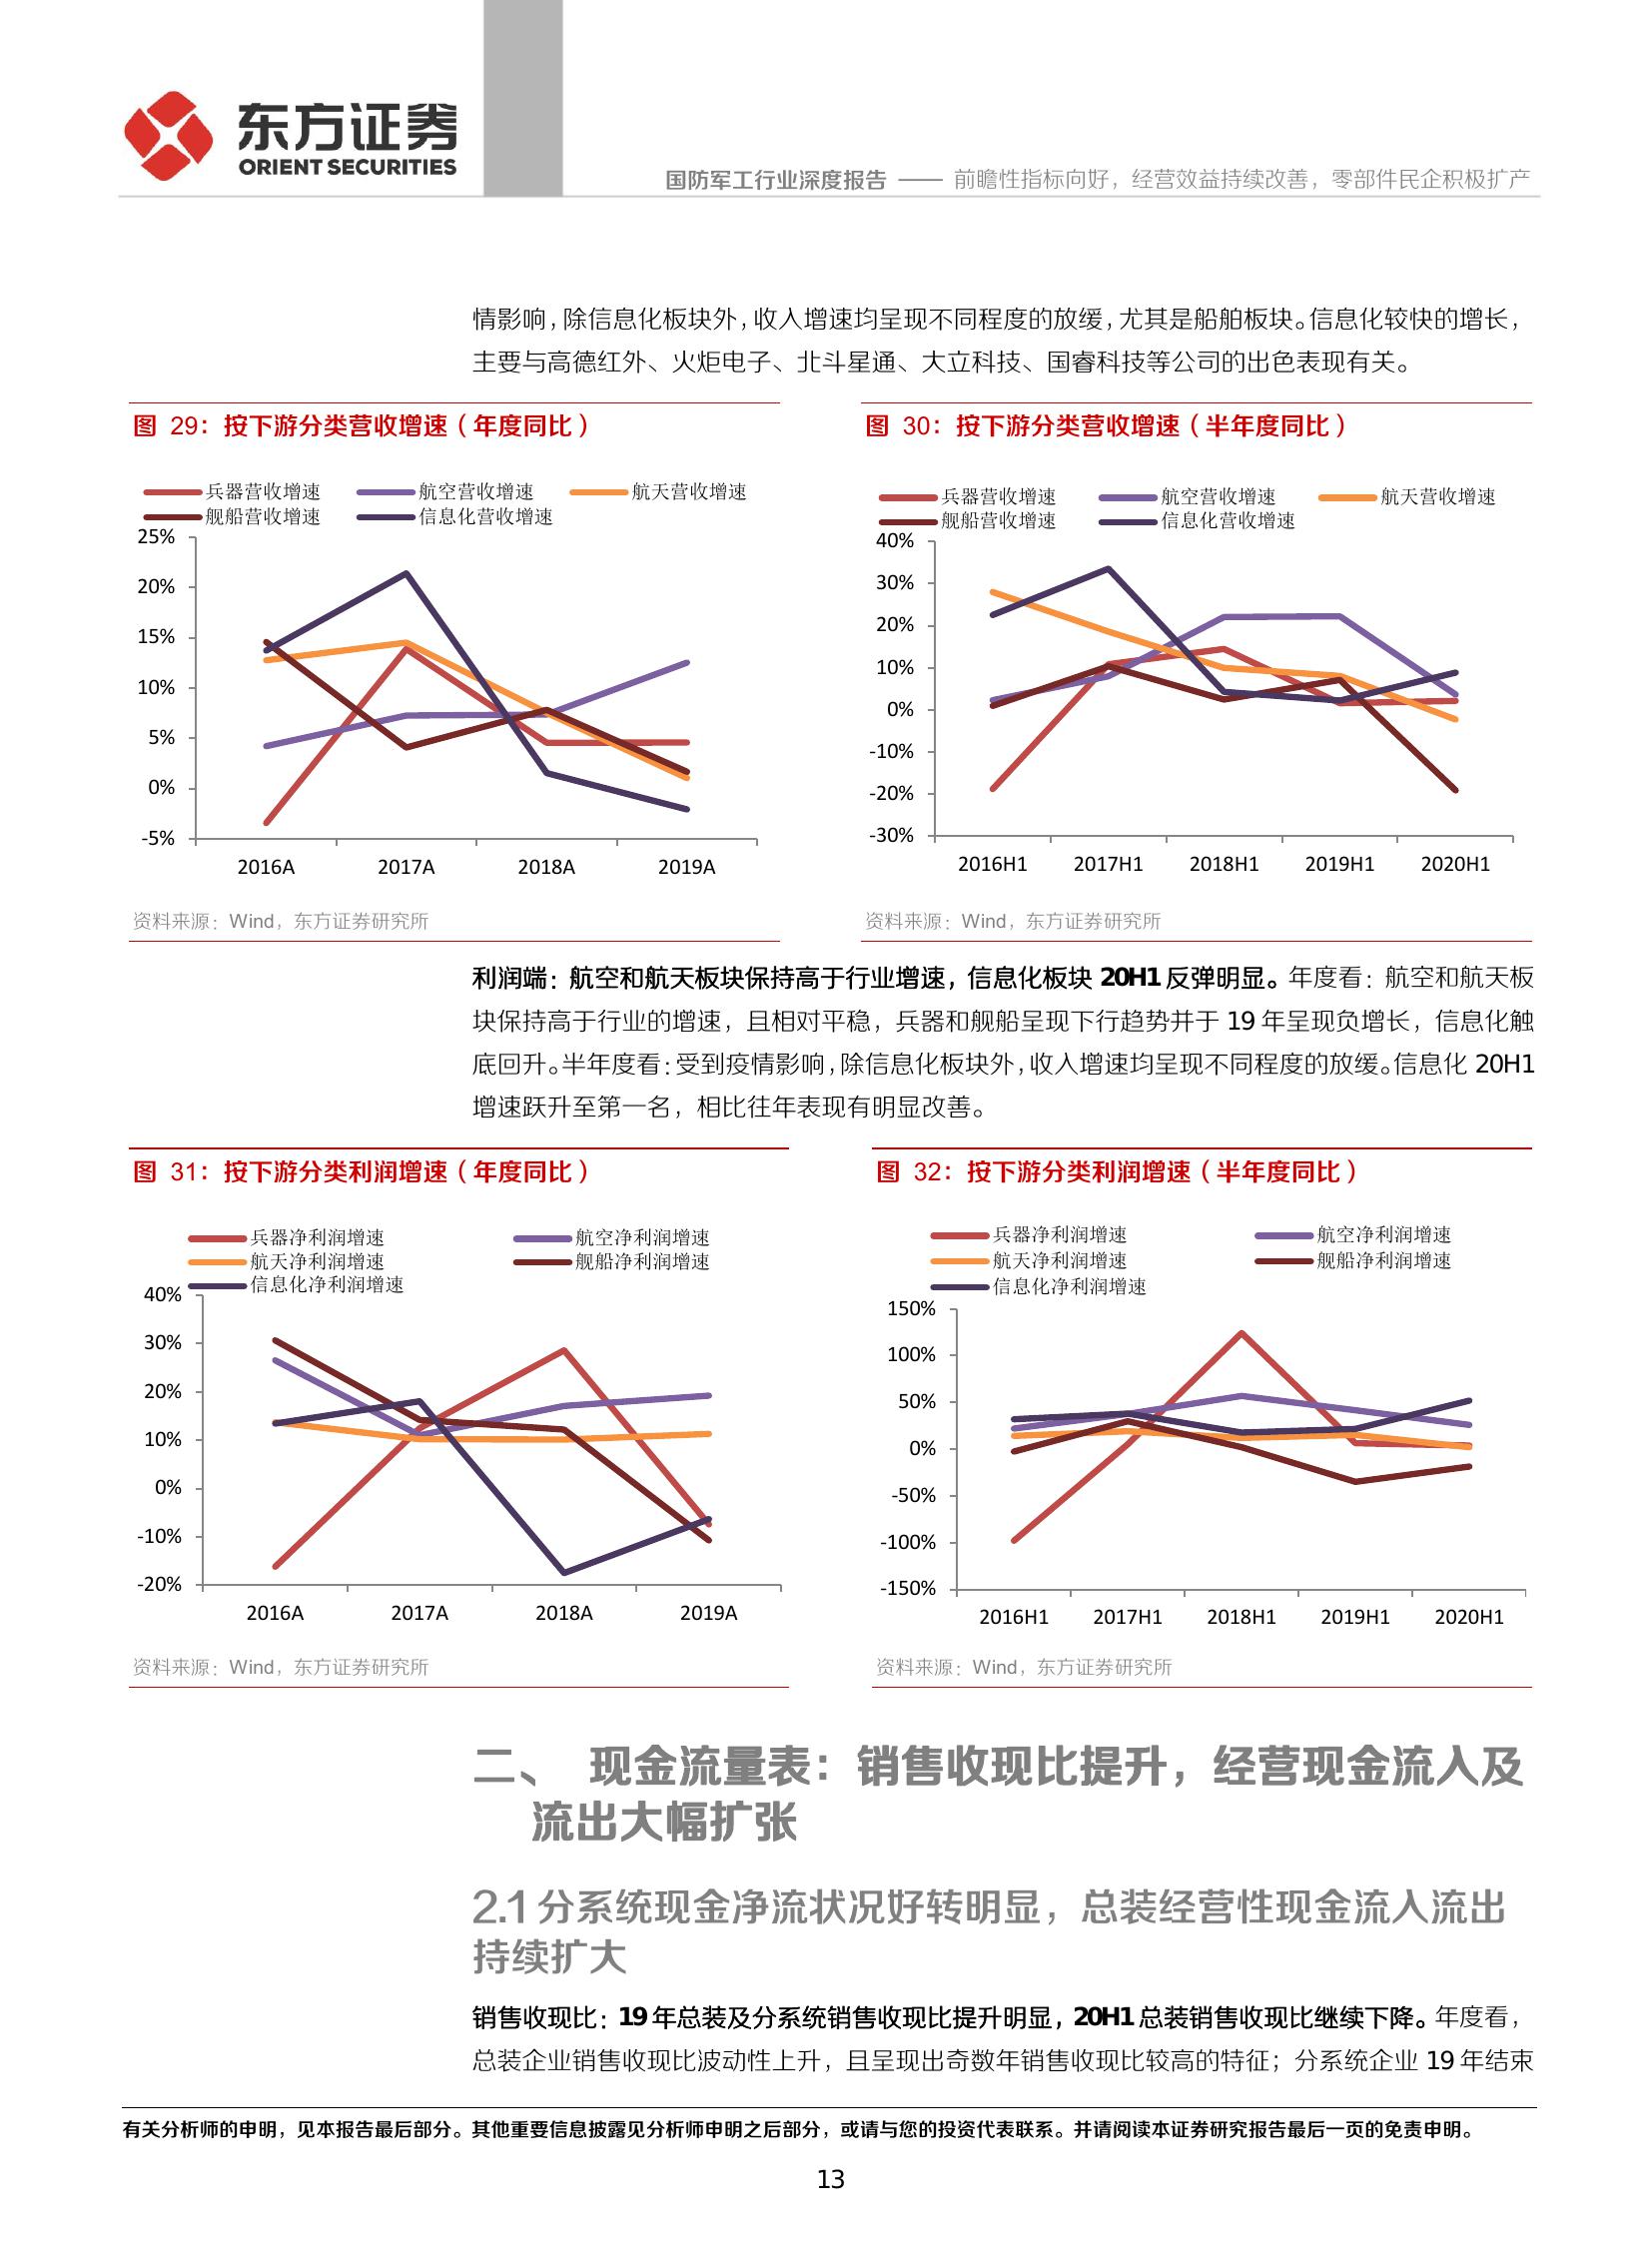 东方证券
ORIENT SECURITIES
国防军工行业深度报告 —— 前瞻性指标向好，经营效益持续改善，零部件民企积极扩产
情影响，除信息化板块外，收入增速均呈现不同程度的放缓，尤其是船舶板块。信息化较快的增长，
主要与高德红外、火炬电子、北斗星通、大立科技、国睿科技等公司的出色表现有关。
图 29：按下游分类营收增速（年度同比）
兵器营收增速 航空营收增速 航天营收增速
舰船营收增速 信息化营收增速
25%
20%
15%
10%
5%
0%
-5%
2016A 2017A 2018A 2019A
资料来源：Wind，东方证券研究所
图 30：按下游分类营收增速（半年度同比）
兵器营收增速 航空营收增速 航天营收增速
舰船营收增速 信息化营收增速
40%
30%
20%
10%
0%
-10%
-20%
-30%
2016H1 2017H1 2018H1 2019H1 2020H1
资料来源：Wind，东方证券研究所
利润端：航空和航天板块保持高于行业增速，信息化板块 20H1 反弹明显。年度看：航空和航天板
块保持高于行业的增速，且相对平稳，兵器和舰船呈现下行趋势并于 19 年呈现负增长，信息化触
底回升。半年度看：受到疫情影响，除信息化板块外，收入增速均呈现不同程度的放缓。信息化 20H1
增速跃升至第一名，相比往年表现有明显改善。
图 31：按下游分类利润增速（年度同比）
兵器净利润增速 航空净利润增速
航天净利润增速 舰船净利润增速
信息化净利润增速
40%
30%
20%
10%
0%
-10%
-20%
2016A 2017A 2018A 2019A
资料来源：Wind，东方证券研究所
图 32：按下游分类利润增速（半年度同比）
兵器净利润增速 航空净利润增速
航天净利润增速 舰船净利润增速
信息化净利润增速
150%
100%
50%
0%
-50%
-100%
-150%
2016H1 2017H1 2018H1 2019H1 2020H1
资料来源：Wind，东方证券研究所
二、 现金流量表：销售收现比提升，经营现金流入及
流出大幅扩张
2.1 分系统现金净流状况好转明显，总装经营性现金流入流出
持续扩大
销售收现比：19 年总装及分系统销售收现比提升明显，20H1 总装销售收现比继续下降。年度看，
总装企业销售收现比波动性上升，且呈现出奇数年销售收现比较高的特征；分系统企业 19 年结束
有关分析师的申明，见本报告最后部分。其他重要信息披露见分析师申明之后部分，或请与您的投资代表联系。并请阅读本证券研究报告最后一页的免责申明。
13